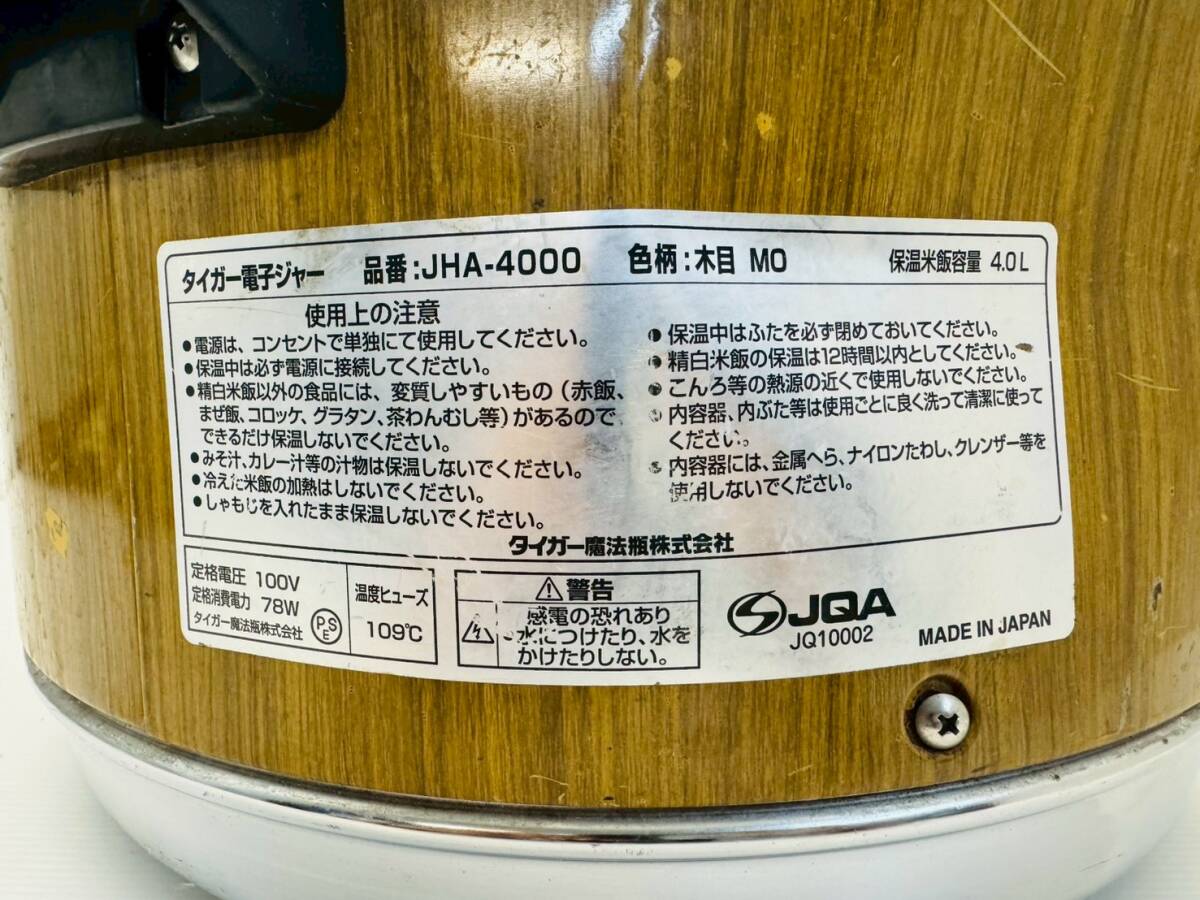 タイガー電子ジャー 品番:JHA-4000 色柄:木目 MO 保温米飯容量 4.0L
使用上の注意
●電源は、コンセントで単独にて使用してください。
●保温中は必ず電源に接続してください。
●精白米飯以外の食品には、変質しやすいもの(赤飯、
まぜ飯、コロッケ、グラタン、茶わんむし等)があるので
できるだけ保温しないでください。
●みそ汁、カレー汁等の汁物は保温しないでください。
●冷えた米飯の加熱はしないでください。
●しゃもじを入れたまま保温しないでください。
●保温中はふたを必ず閉めておいてください。
●精白米飯の保温は12時間以内としてください。
●こんろ等の熱源の近くで使用しないでください。
●内容器、内ぶた等は使用ごとに良く洗って清潔に使って
ください。
●内容器には、金属へら、ナイロンたわし、クレンザー等を
使用しないでください。
タイガー魔法瓶株式会社
定格電圧 100V
定格消費電力 78W
タイガー魔法瓶株式会社
PSE
温度ヒューズ
109℃
警告
感電の恐れあり
水につけたり、水を
かけたりしない。
JQA
JQ10002
MADE IN JAPAN